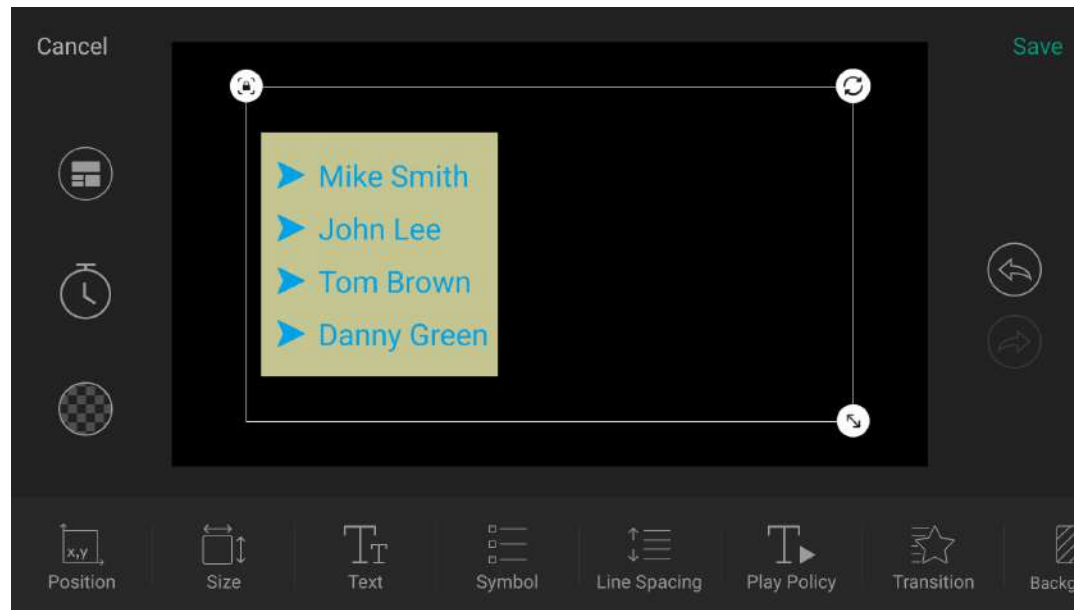 Cancel
Save
Mike Smith
John Lee
Tom Brown
Danny Green
x,y
Position
Size
Text
Symbol
Line Spacing
Play Policy
Transition
Backg